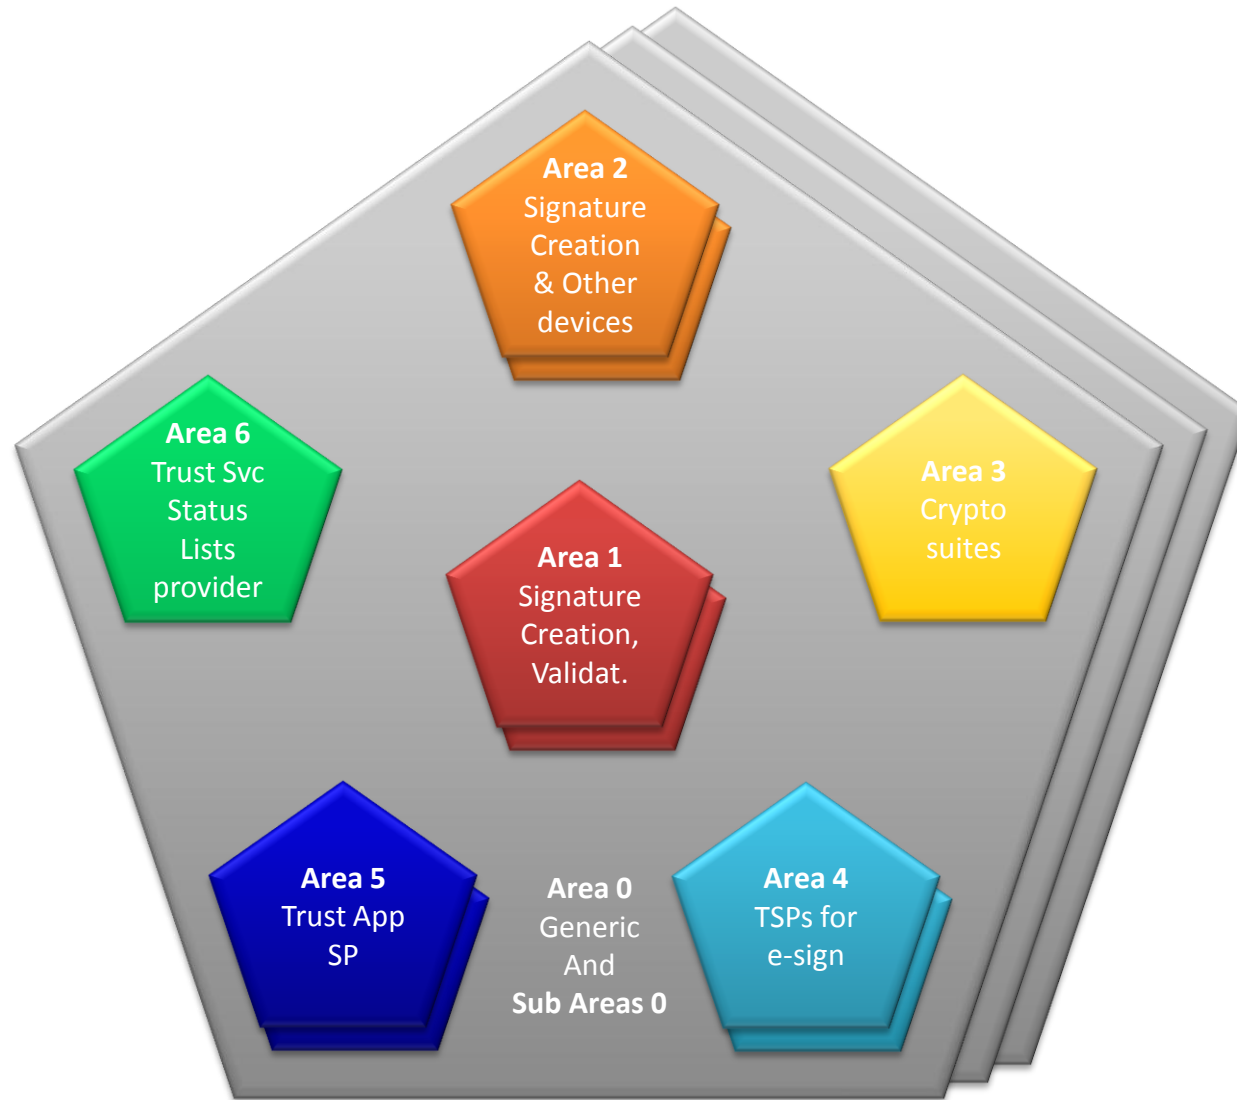 Area 2
Signature
Creation
& Other
devices
Area 6
Trust Svc
Status
Lists
provider
Area 3
Crypto
suites
Area 1
Signature
Creation,
Validat.
Area 5
Trust App
SP
Area 0
Generic
And
Sub Areas 0
Area 4
TSPs for
e-sign